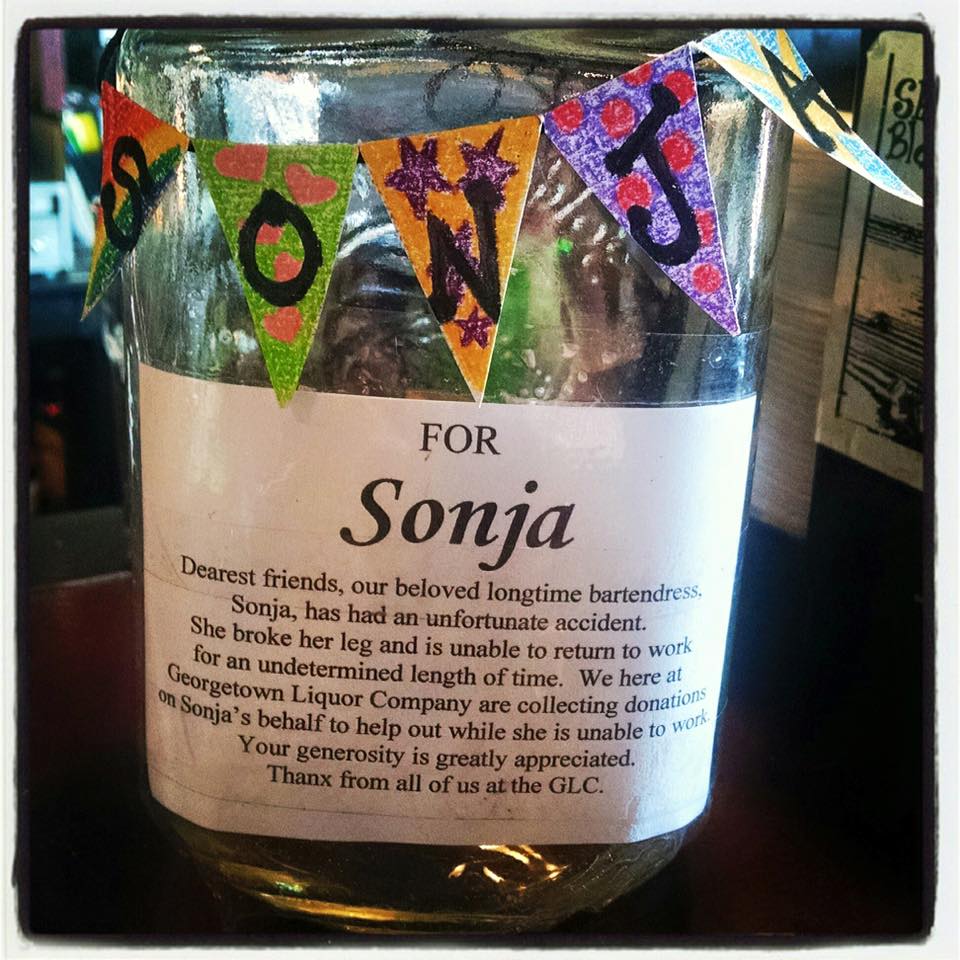 SONJA
FOR
Sonja
Dearest friends, our beloved longtime bartendress,
Sonja, has had an unfortunate accident.
She broke her leg and is unable to return to work
for an undetermined length of time. We here at
Georgetown Liquor Company are collecting donations
on Sonja's behalf to help out while she is unable to work.
Your generosity is greatly appreciated.
Thanx from all of us at the GLC.